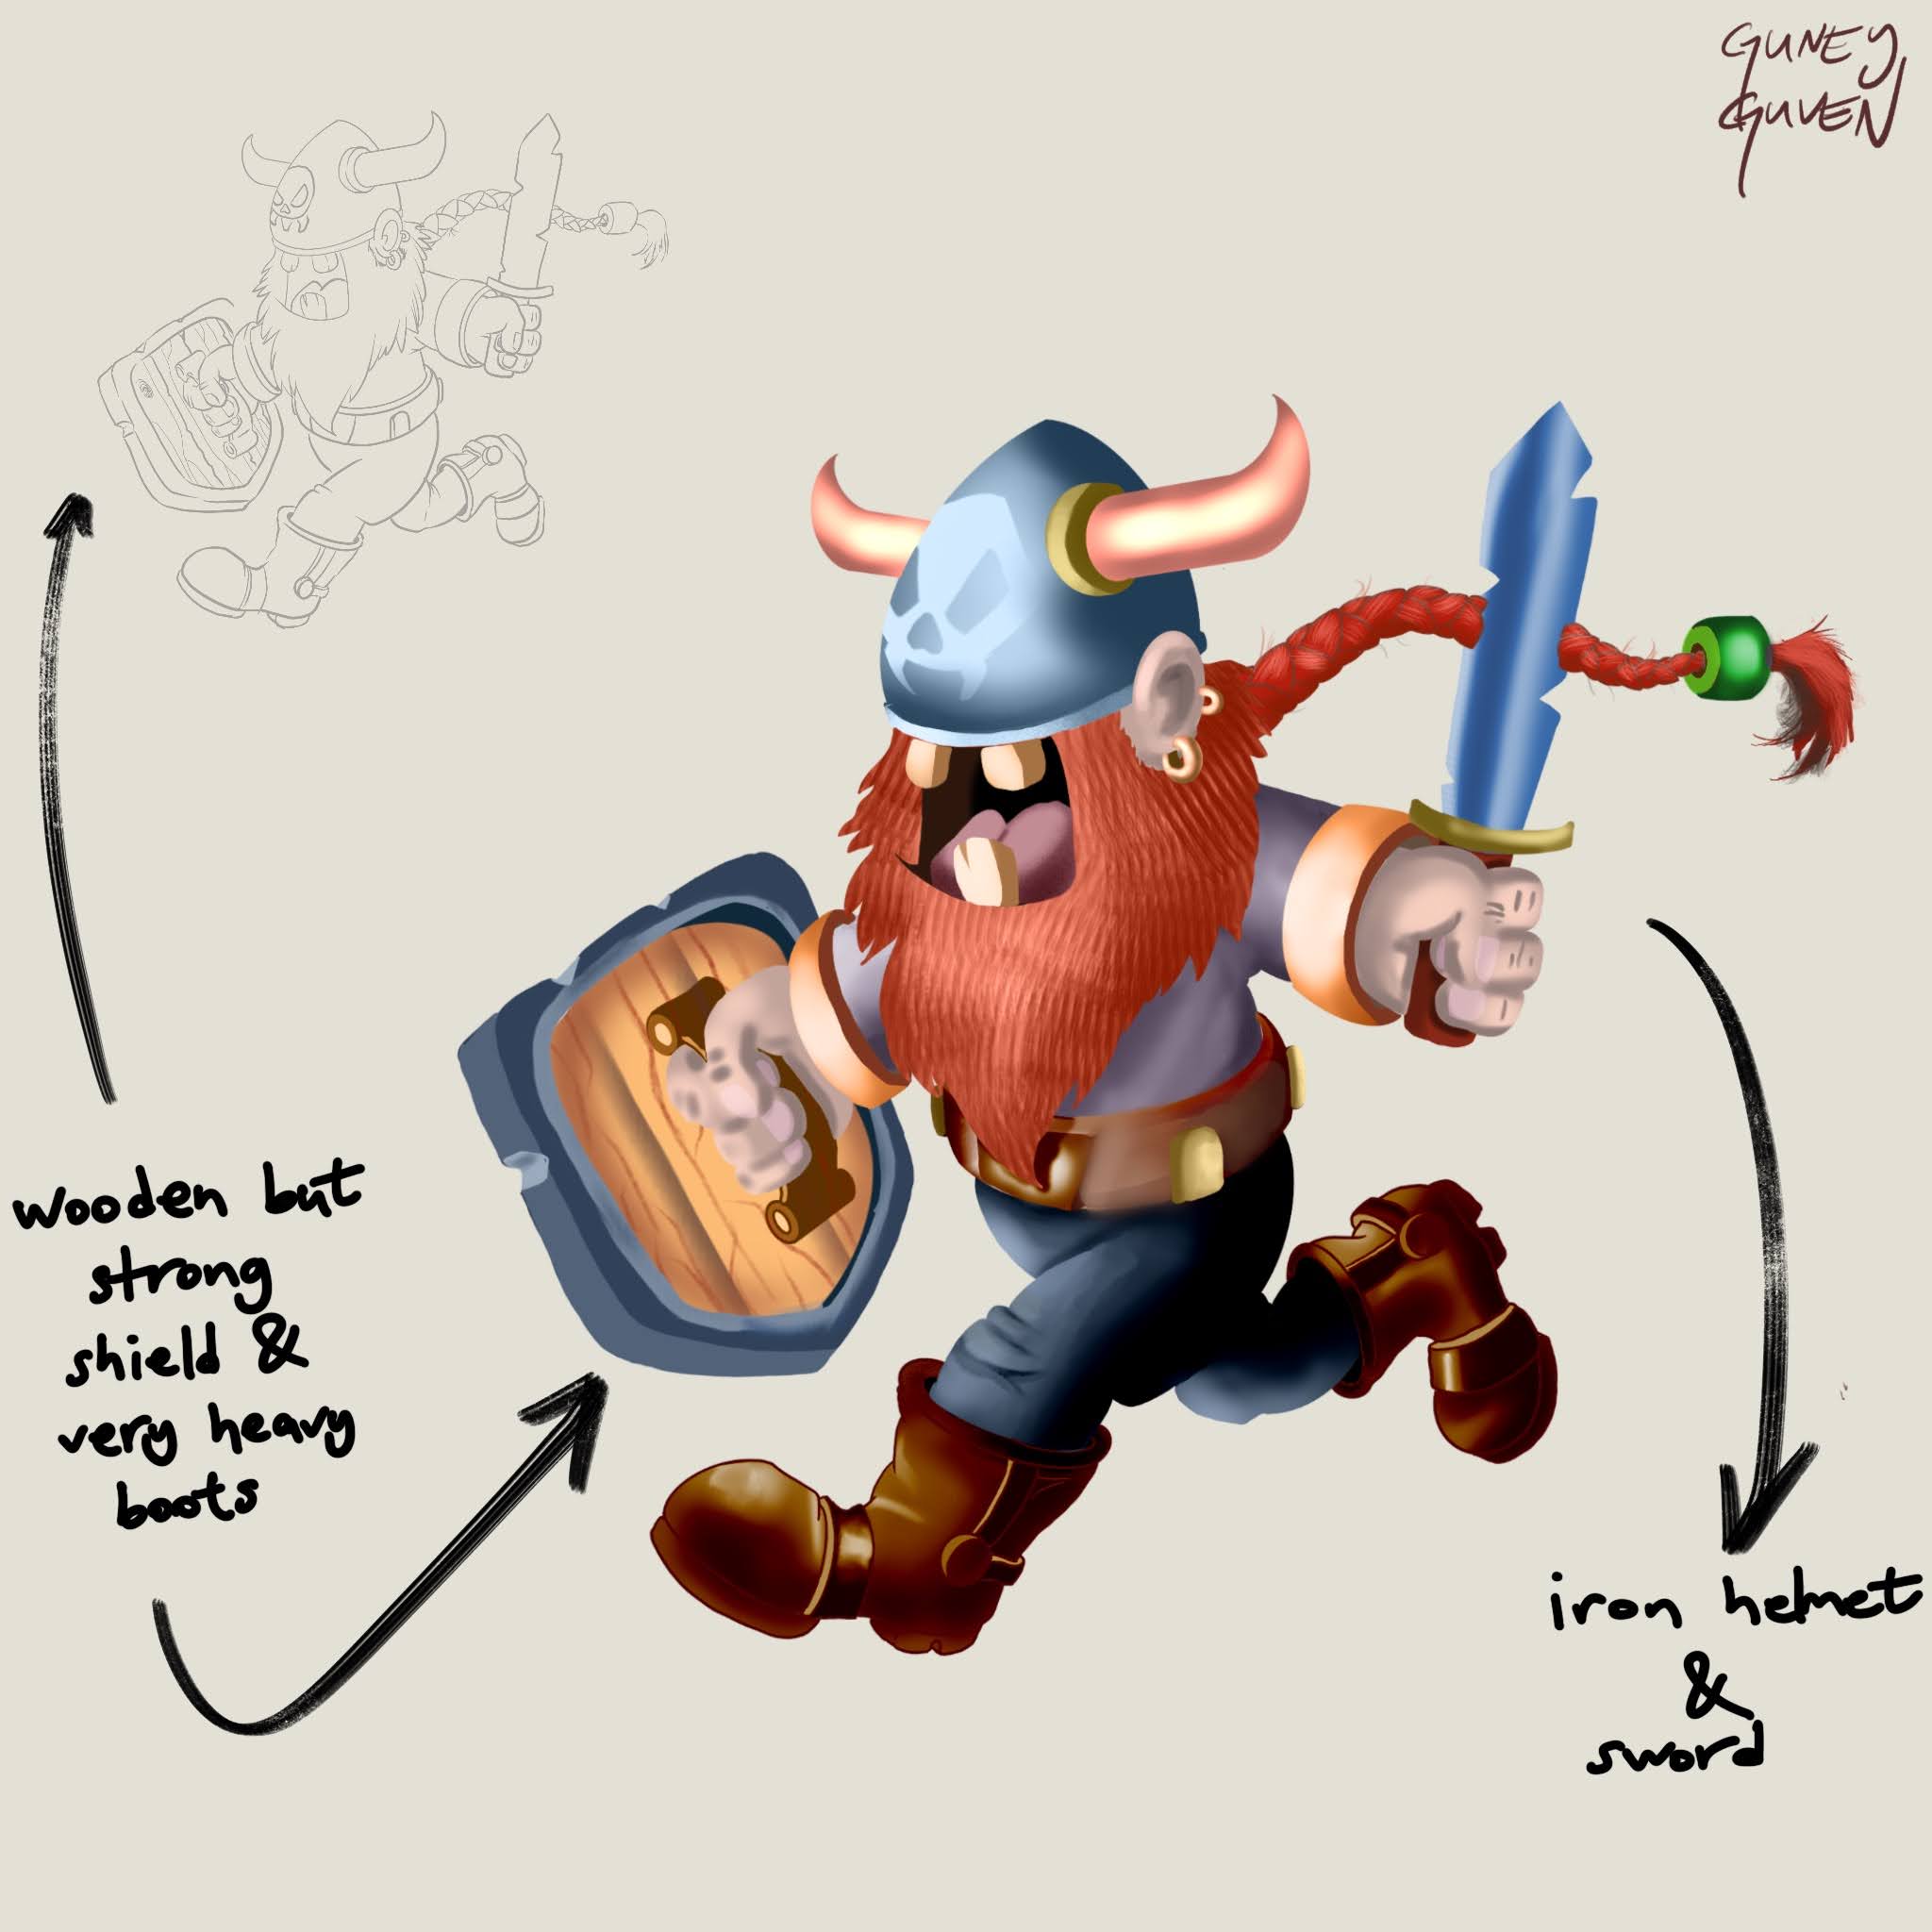 GUNEY
GUVEN
wooden but
strong
shield &
very heavy
boots
iron helmet
&
sword